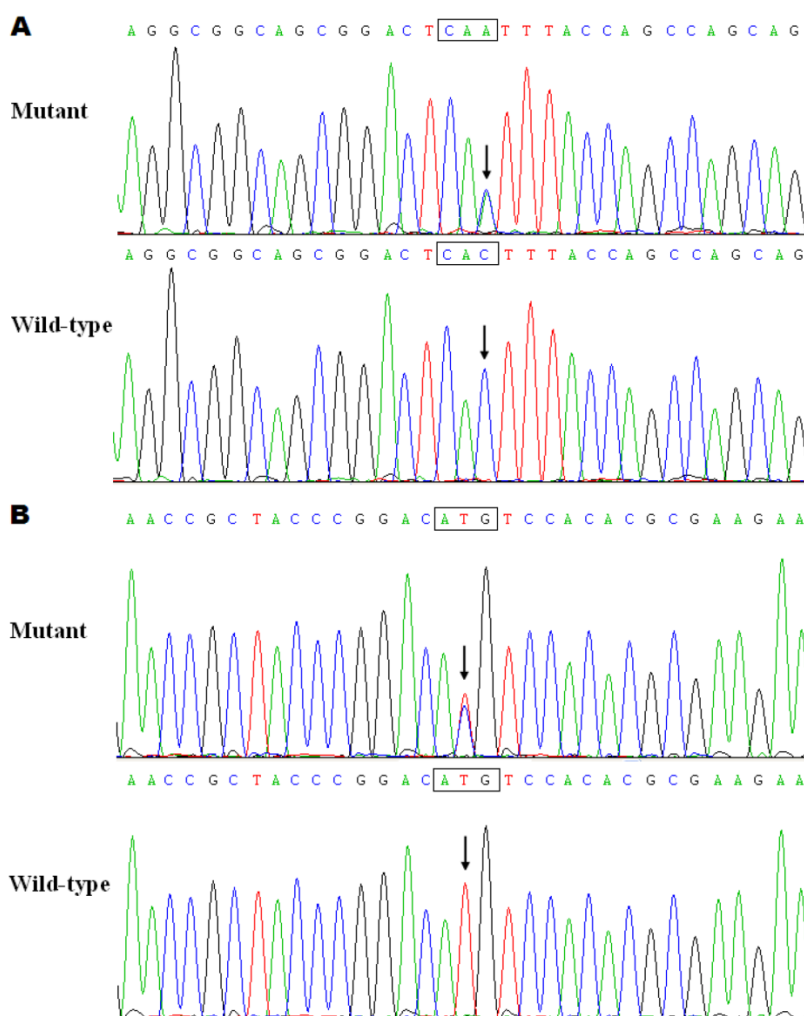 A
A G G C G G C A G C G G A C T C A A T T T A C C A G C C A G C A G
Mutant
A G G C G G C A G C G G A C T C A C T T T A C C A G C C A G C A G
Wild-type
B
A A C C G C T A C C C G G A C A T G T C C A C A C G C G A A G A A
Mutant
A A C C G C T A C C C G G A C A T G T C C A C A C G C G A A G A A
Wild-type